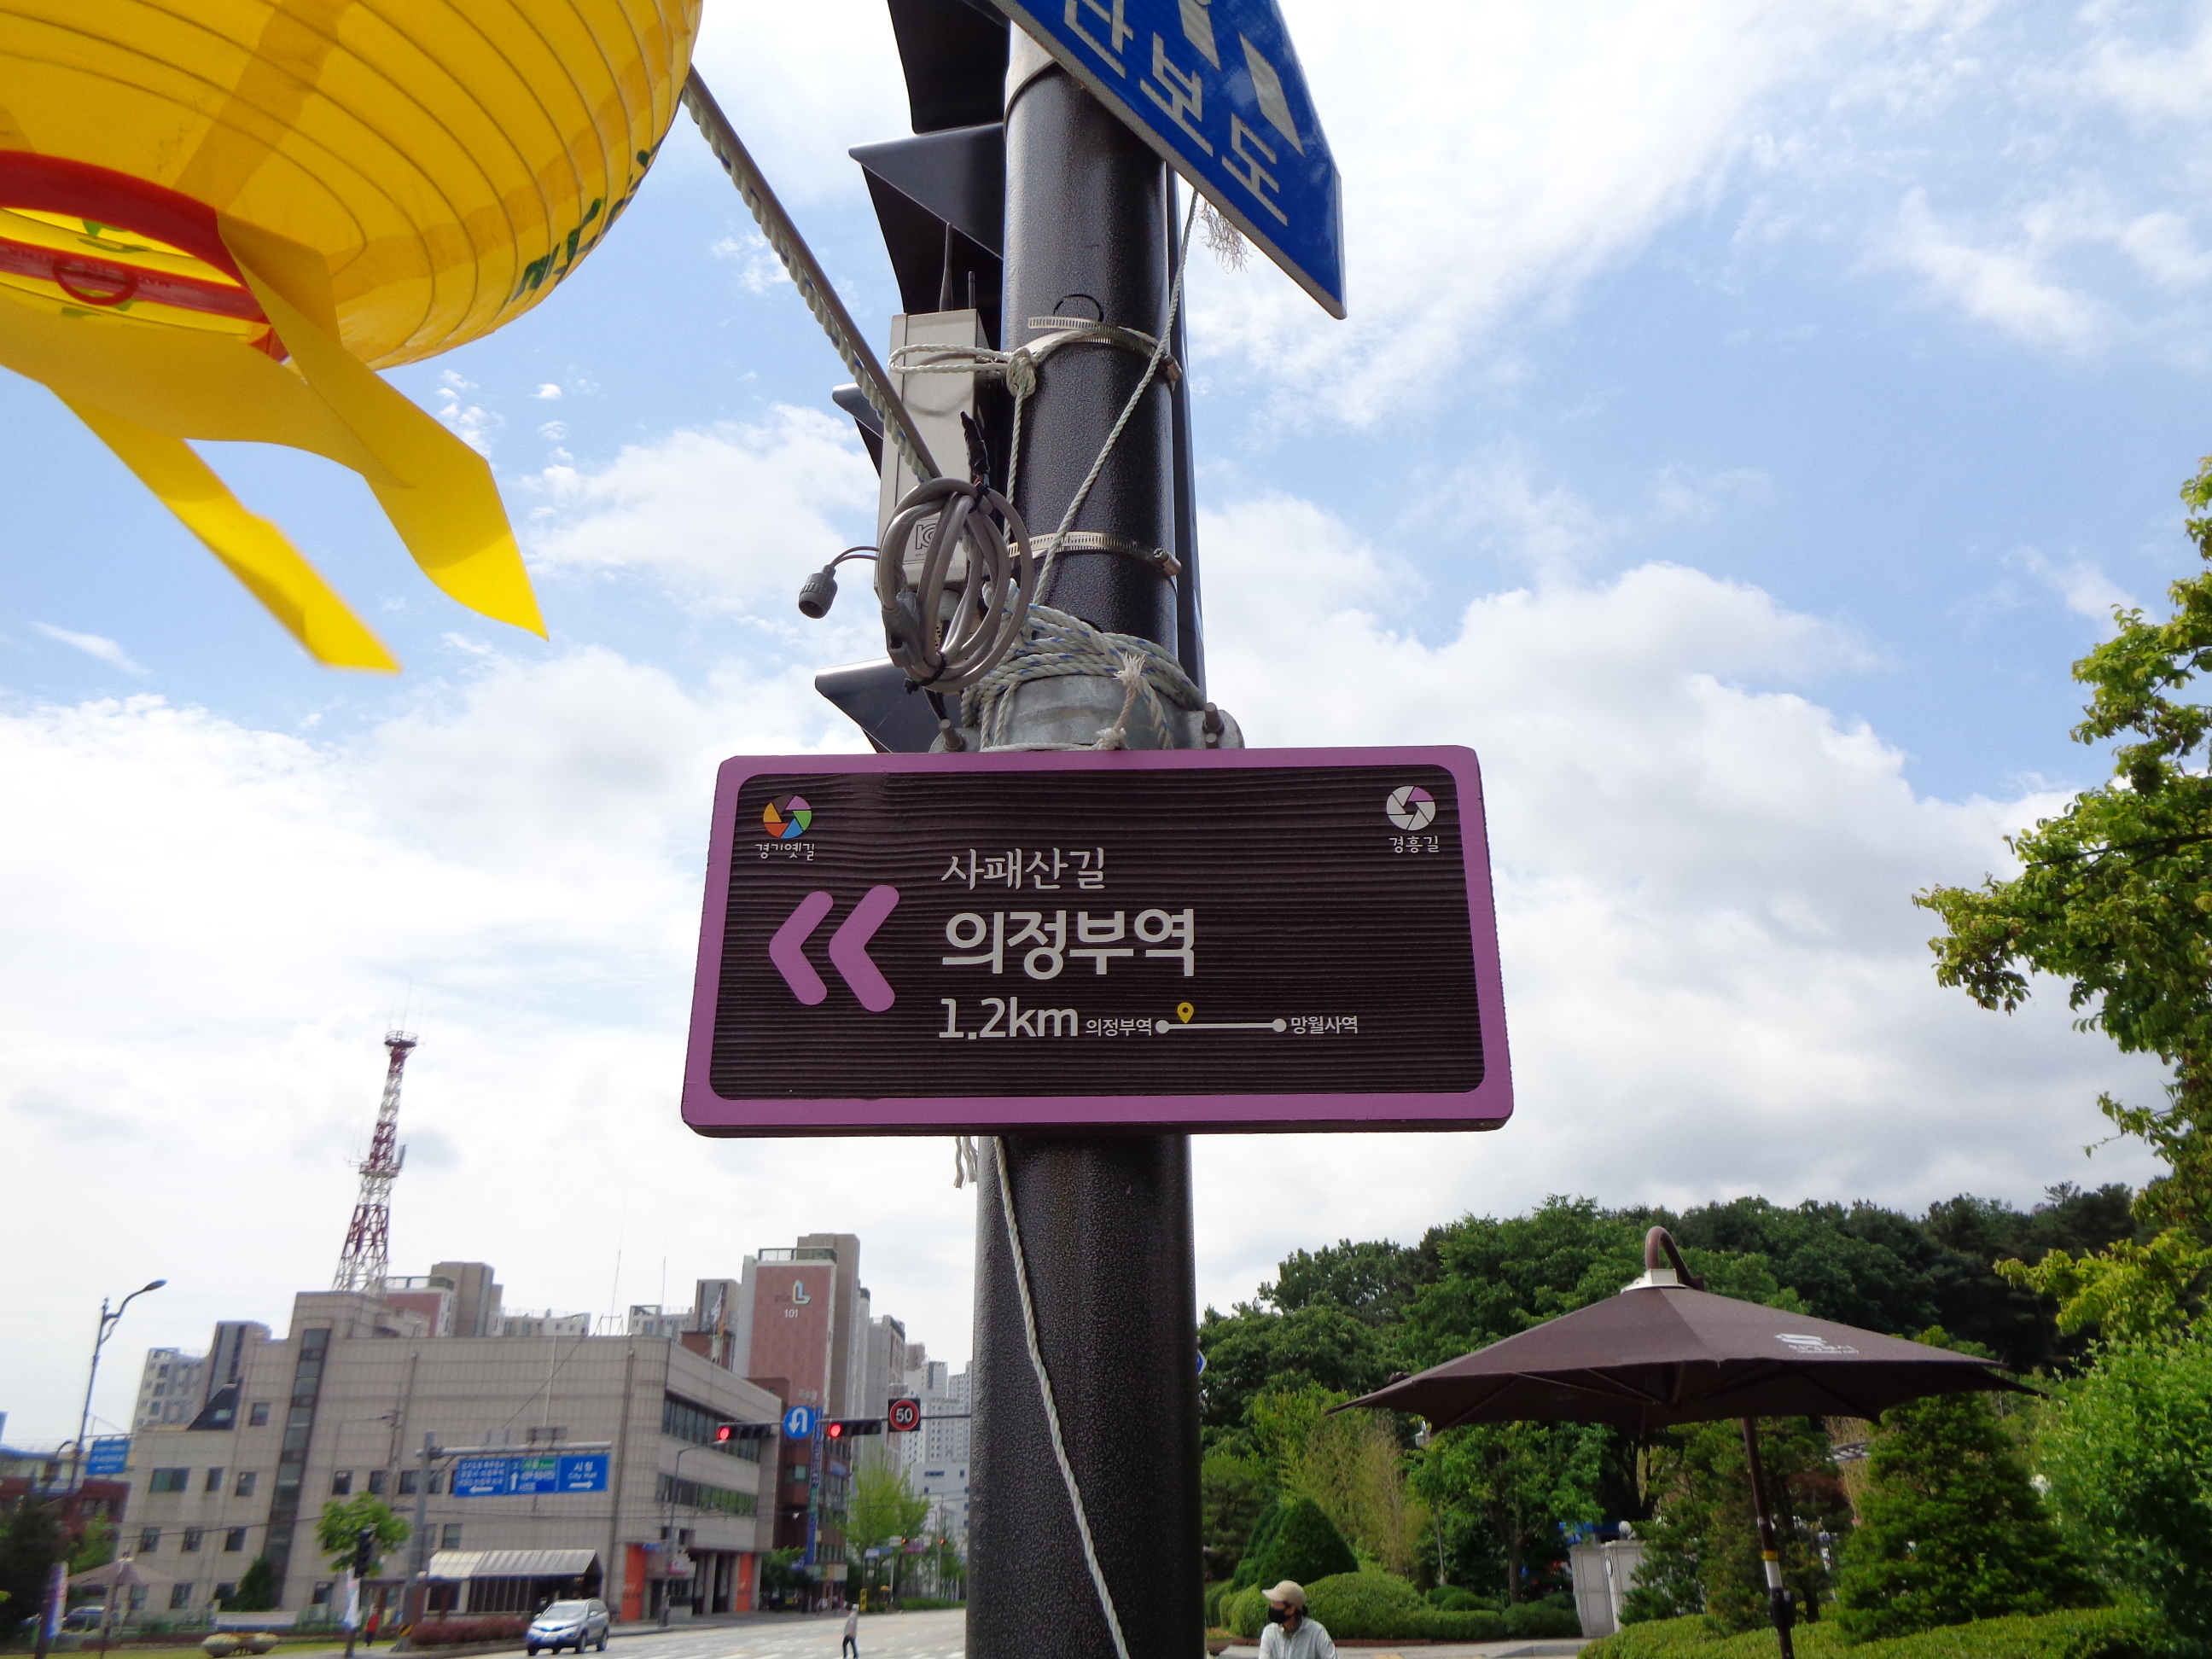 단보도
경기옛길
경흥길
사패산길
의정부역
1.2km 의정부역 망월사역
101
50
시청
City Hall